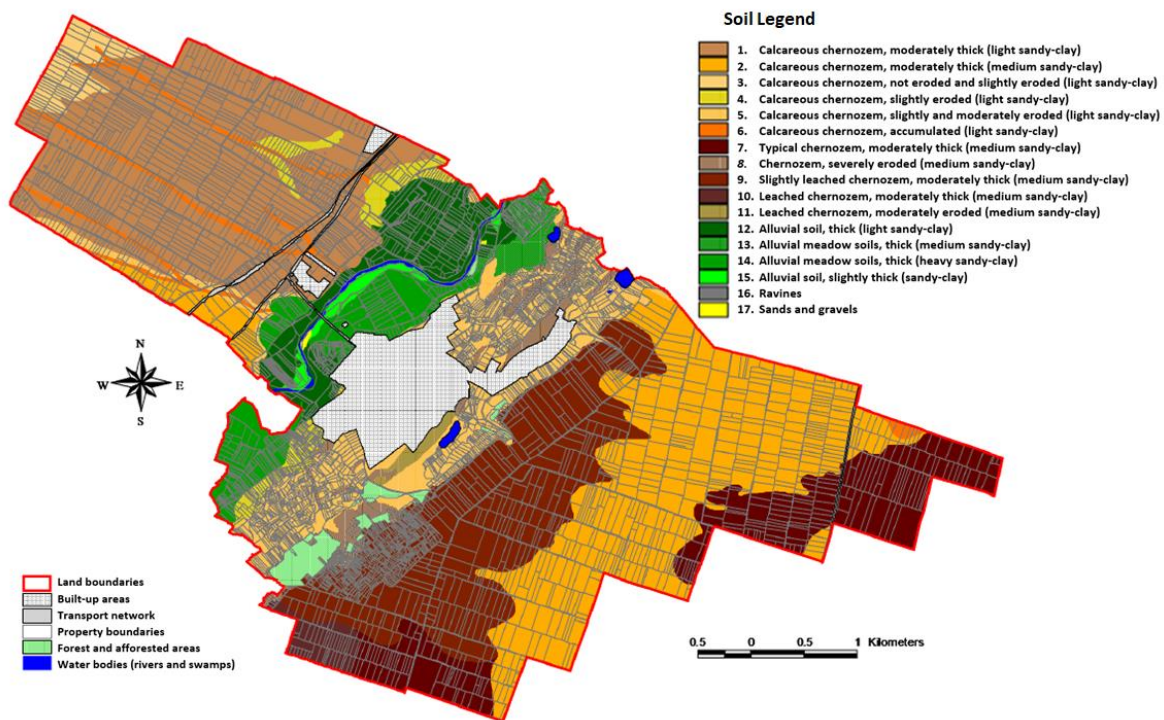 Soil Legend
1. Calcareous chernozem, moderately thick (light sandy-clay)
2. Calcareous chernozem, moderately thick (medium sandy-clay)
3. Calcareous chernozem, not eroded and slightly eroded (light sandy-clay)
4. Calcareous chernozem, slightly eroded (light sandy-clay)
5. Calcareous chernozem, slightly and moderately eroded (light sandy-clay)
6. Calcareous chernozem, accumulated (light sandy-clay)
7. Typical chernozem, moderately thick (medium sandy-clay)
8. Chernozem, severely eroded (medium sandy-clay)
9. Slightly leached chernozem, moderately thick (medium sandy-clay)
10. Leached chernozem, moderately thick (medium sandy-clay)
11. Leached chernozem, moderately eroded (medium sandy-clay)
12. Alluvial soil, thick (light sandy-clay)
13. Alluvial meadow soils, thick (medium sandy-clay)
14. Alluvial meadow soils, thick (heavy sandy-clay)
15. Alluvial soil, slightly thick (sandy-clay)
16. Ravines
17. Sands and gravels
N
W E
S
Land boundaries
Built-up areas
Transport network
Property boundaries
Forest and afforested areas
Water bodies (rivers and swamps)
0.5 0 0.5 1 Kilometers